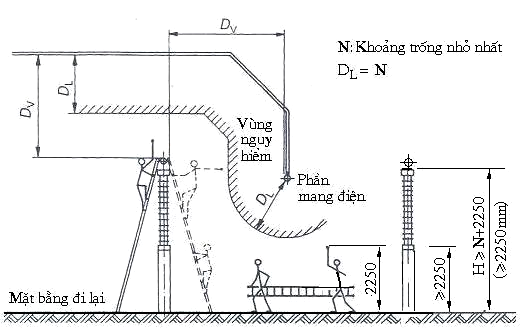 D_V
N: Khoảng trống nhỏ nhất
D_L = N
D_V
D_L
Vùng
nguy
hiểm
Phần
mang điện
D_L
2250
≥2250
H ≥ N+2250
(≥2250mm)
Mặt bằng đi lại